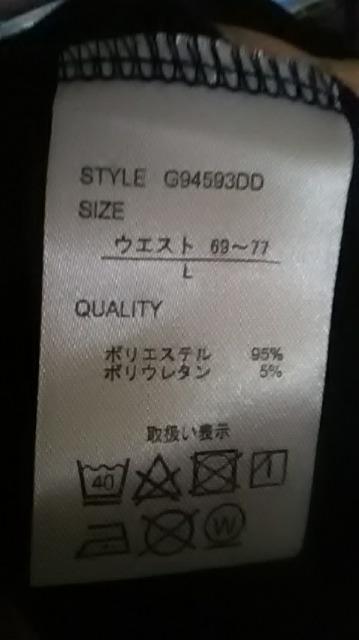 STYLE G94593DD
SIZE
ウエスト 69～77
L
QUALITY
ポリエステル 95%
ポリウレタン 5%
取扱い表示
40
W